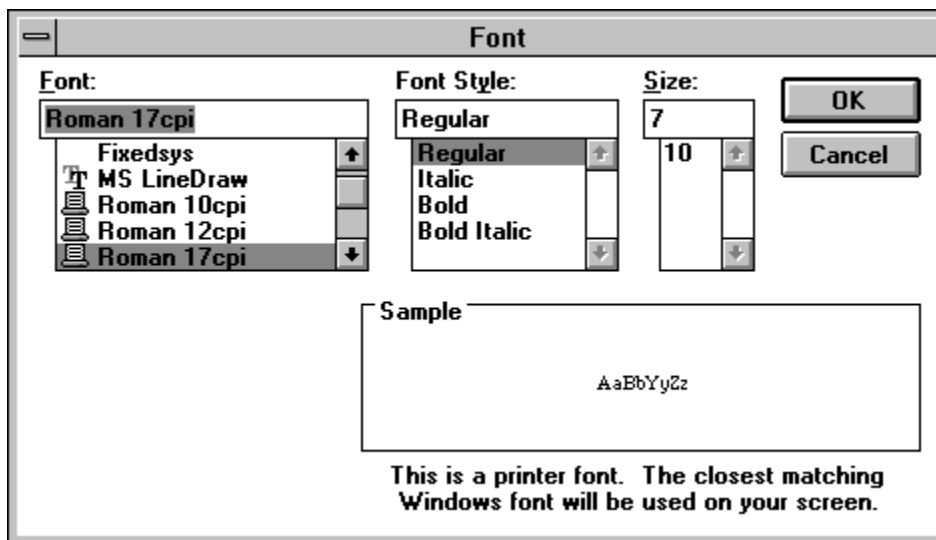 Font
Font:
Font Style:
Size:
Roman 17cpi
Regular
7
OK
Cancel
Fixedsys
MS LineDraw
Roman 10cpi
Roman 12cpi
Roman 17cpi
Regular
Italic
Bold
Bold Italic
10
Sample
AaBbYyZz
This is a printer font. The closest matching
Windows font will be used on your screen.